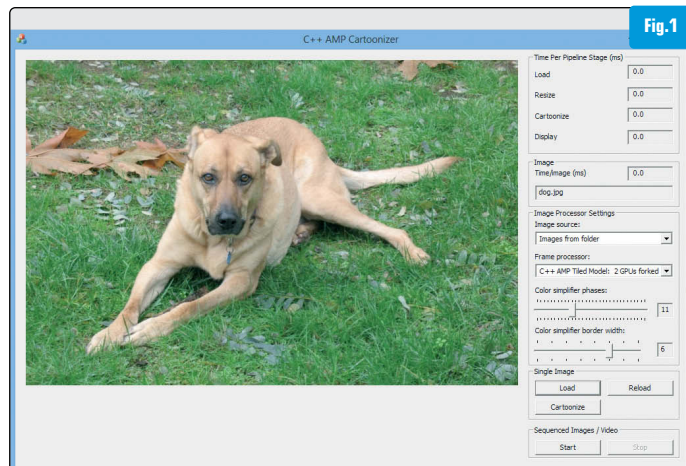 Fig.1
C++ AMP Cartoonizer
Time Per Pipeline Stage (ms)
Load 0.0
Resize 0.0
Cartoonize 0.0
Display 0.0
Image
Time/image (ms) 0.0
dog.jpg
Image Processor Settings
Image source:
Images from folder
Frame processor:
C++ AMP Tiled Model: 2 GPUs forked
Color simplifier phases:
11
Color simplifier border width:
6
Single Image
Load Reload
Cartoonize
Sequenced Images / Video
Start Stop